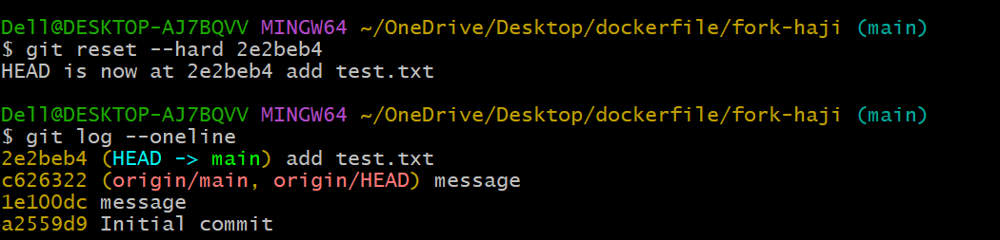 Dell@DESKTOP-AJ7BQVV MINGW64 ~/OneDrive/Desktop/dockerfile/fork-haji (main)
$ git reset --hard 2e2beb4
HEAD is now at 2e2beb4 add test.txt
Dell@DESKTOP-AJ7BQVV MINGW64 ~/OneDrive/Desktop/dockerfile/fork-haji (main)
$ git log --oneline
2e2beb4 (HEAD -> main) add test.txt
c626322 (origin/main, origin/HEAD) message
1e100dc message
a2559d9 Initial commit